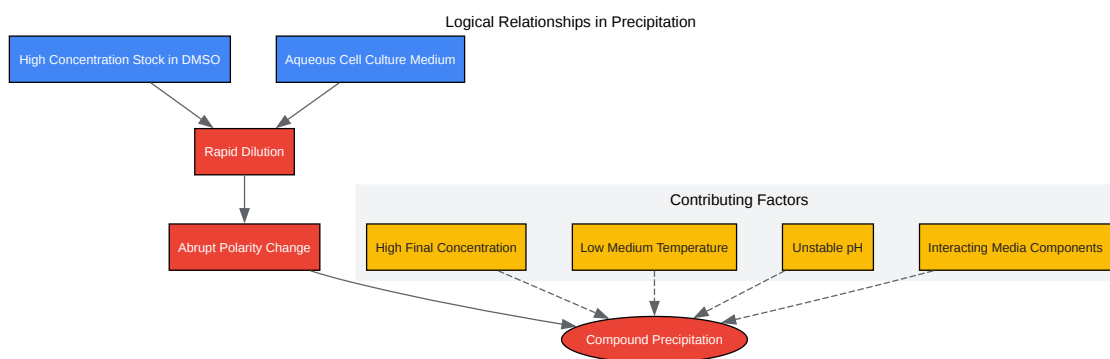 Logical Relationships in Precipitation
High Concentration Stock in DMSO
Aqueous Cell Culture Medium
Rapid Dilution
Contributing Factors
Abrupt Polarity Change
High Final Concentration
Low Medium Temperature
Unstable pH
Interacting Media Components
Compound Precipitation